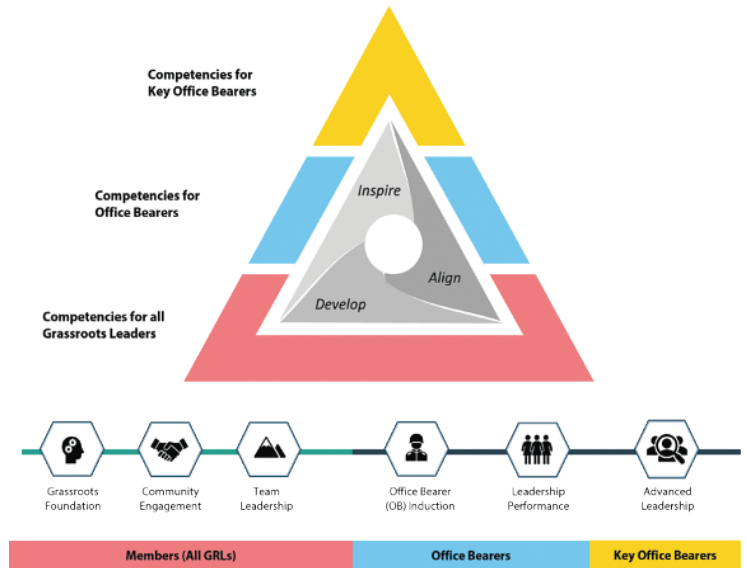 Competencies for
Key Office Bearers
Competencies for
Office Bearers
Inspire
Align
Develop
Competencies for all
Grassroots Leaders
Grassroots
Foundation
Community
Engagement
Team
Leadership
Office Bearer
(OB) Induction
Leadership
Performance
Advanced
Leadership
Members (All GRLs)
Office Bearers
Key Office Bearers